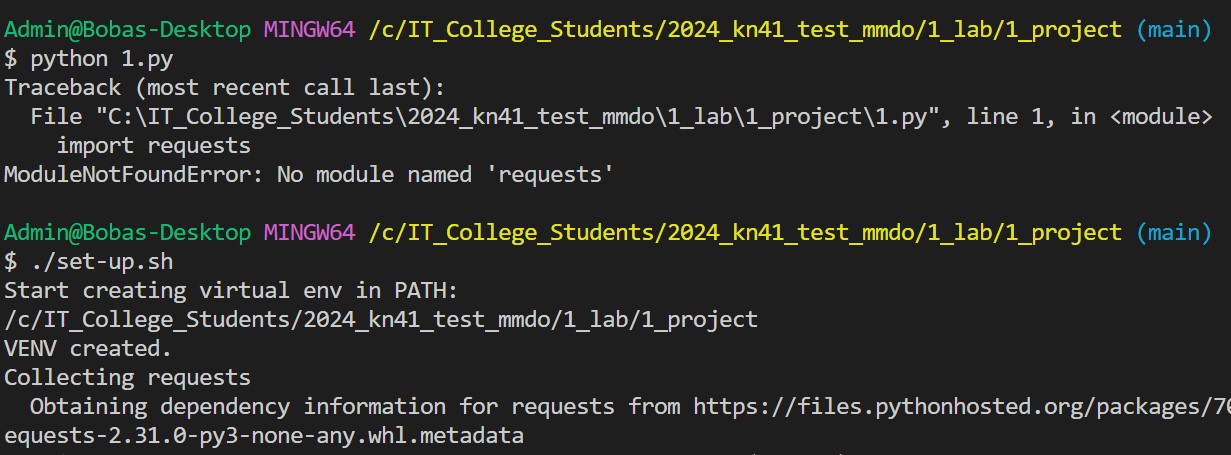 Admin@Bobas-Desktop MINGW64 /c/IT_College_Students/2024_kn41_test_mmdo/1_lab/1_project (main)
$ python 1.py
Traceback (most recent call last):
  File "C:\IT_College_Students\2024_kn41_test_mmdo\1_lab\1_project\1.py", line 1, in <module>
    import requests
ModuleNotFoundError: No module named 'requests'
Admin@Bobas-Desktop MINGW64 /c/IT_College_Students/2024_kn41_test_mmdo/1_lab/1_project (main)
$ ./set-up.sh
Start creating virtual env in PATH:
/c/IT_College_Students/2024_kn41_test_mmdo/1_lab/1_project
VENV created.
Collecting requests
  Obtaining dependency information for requests from https://files.pythonhosted.org/packages/70
equests-2.31.0-py3-none-any.whl.metadata